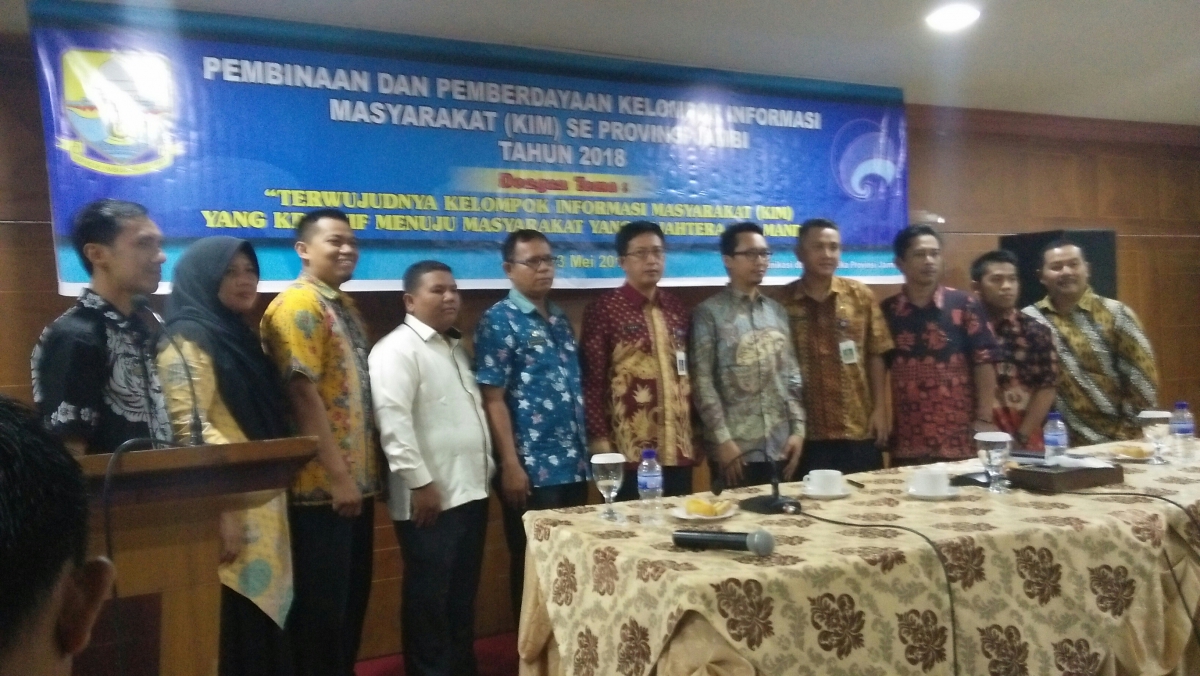 PEMBINAAN DAN PEMBERDAYAAN KELOMPOK INFORMASI
MASYARAKAT (KIM) SE PROVINSI JAMBI
TAHUN 2018
Dengan Tema :
“TERWUJUDNYA KELOMPOK INFORMASI MASYARAKAT (KIM)
YANG MENUJU MASYARAKAT YANG
3 Mei